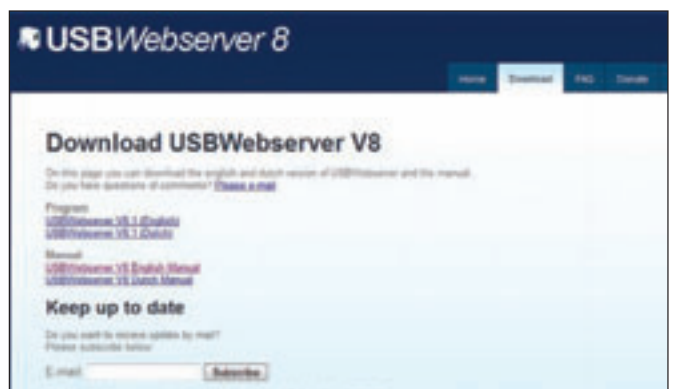 USBWebserver 8
Home Download FAQ Donate
Download USBWebserver V8
On this page you can download the english and dutch version of USBWebserver and the manual.
Do you have questions of comments? Please e-mail
Program
USBWebserver V8.1 (English)
USBWebserver V8.1 (Dutch)
Manual
USBWebserver V8 English Manual
USBWebserver V8 Dutch Manual
Keep up to date
Do you want to receive updates by mail?
Please subscribe below:
E-mail: Subscribe